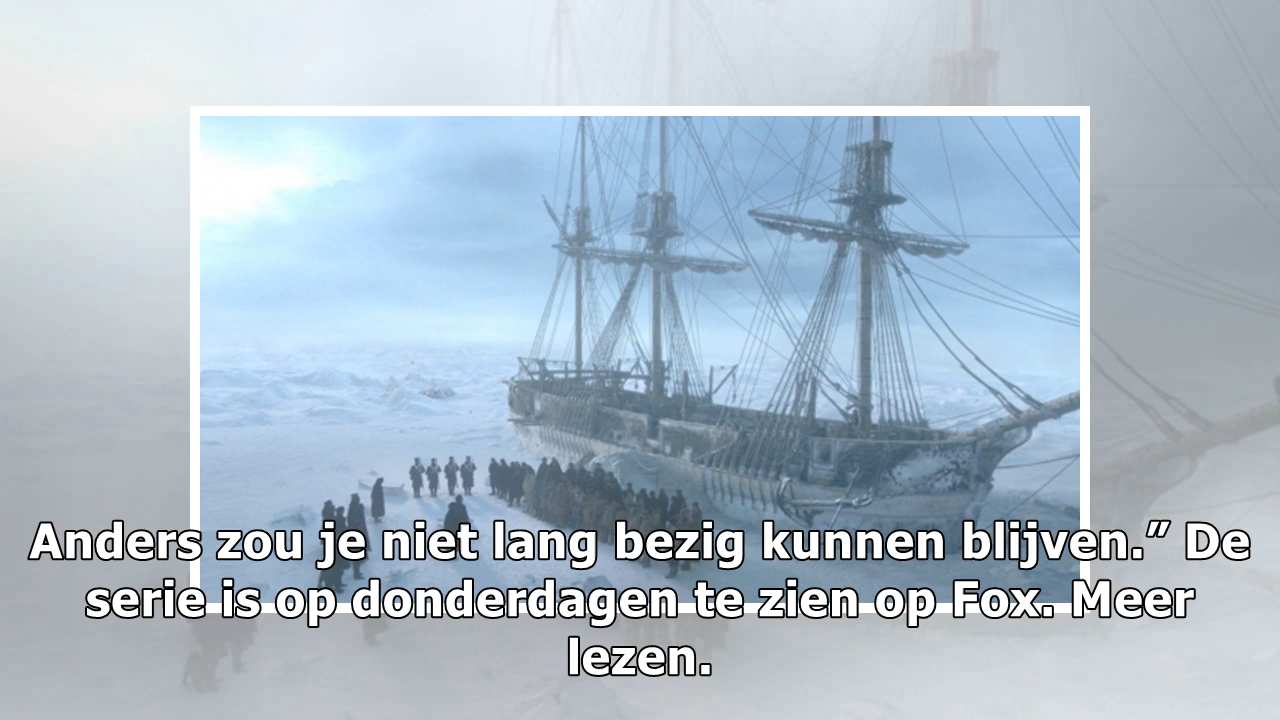 Anders zou je niet lang bezig kunnen blijven.” De
serie is op donderdagen te zien op Fox. Meer
lezen.